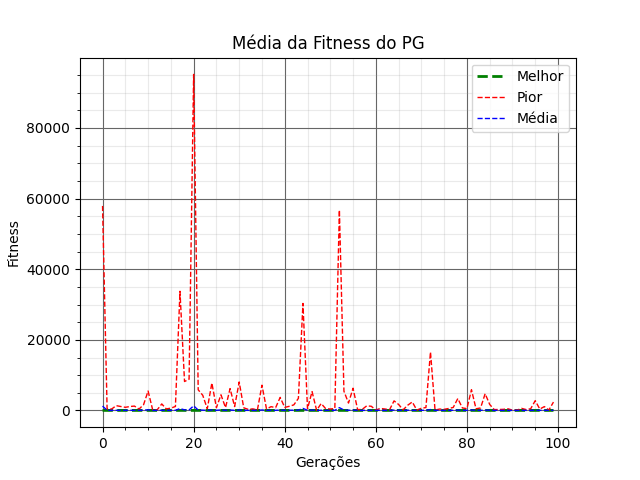 Média da Fitness do PG
Melhor
Pior
Média
Fitness
80000
60000
40000
20000
0
0 20 40 60 80 100
Gerações